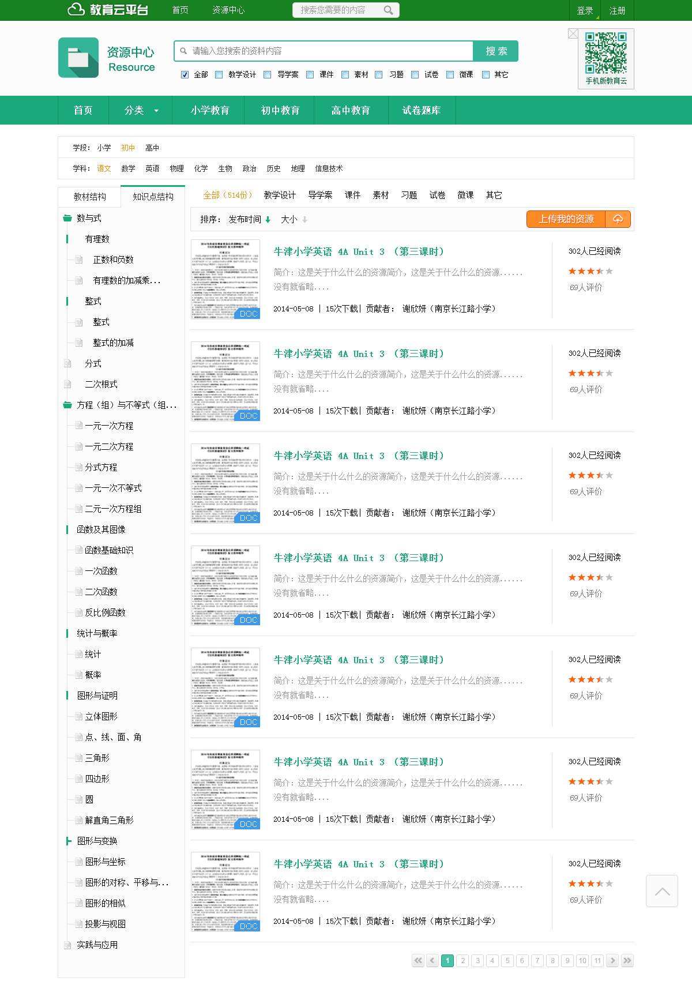 教育云平台 首页 资源中心 搜索您需要的内容 登录 注册
资源中心
Resource
请输入您搜索的资料内容 搜 索
全部 教学设计 导学案 课件 素材 习题 试卷 微课 其它
手机版教育云
首页 分类 小学教育 初中教育 高中教育 试卷题库
学段： 小学 初中 高中
学科： 语文 数学 英语 物理 化学 生物 政治 历史 地理 信息技术
教材结构 知识点结构
数与式
有理数
正数和负数
有理数的加减乘...
整式
整式
整式的加减
分式
二次根式
方程（组）与不等式（组...
一元一次方程
一元二次方程
分式方程
一元一次不等式
二元一次方程组
函数及其图像
函数基础知识
一次函数
二次函数
反比例函数
统计与概率
统计
概率
图形与证明
立体图形
点、线、面、角
三角形
四边形
圆
解直角三角形
图形与变换
图形与坐标
图形的对称、平移与...
图形的相似
投影与视图
实践与应用
全部（514份） 教学设计 导学案 课件 素材 习题 试卷 微课 其它
排序： 发布时间 大小 上传我的资源
牛津小学英语 4A Unit 3 （第三课时）
简介：这是关于什么什么的资源简介，这是关于什么什么的资源......
没有就省略....
2014-05-08 | 15次下载| 贡献者： 谢欣妍（南京长江路小学）
DOC
302人已经阅读
69人评价
牛津小学英语 4A Unit 3 （第三课时）
简介：这是关于什么什么的资源简介，这是关于什么什么的资源......
没有就省略....
2014-05-08 | 15次下载| 贡献者： 谢欣妍（南京长江路小学）
DOC
302人已经阅读
69人评价
牛津小学英语 4A Unit 3 （第三课时）
简介：这是关于什么什么的资源简介，这是关于什么什么的资源......
没有就省略....
2014-05-08 | 15次下载| 贡献者： 谢欣妍（南京长江路小学）
DOC
302人已经阅读
69人评价
牛津小学英语 4A Unit 3 （第三课时）
简介：这是关于什么什么的资源简介，这是关于什么什么的资源......
没有就省略....
2014-05-08 | 15次下载| 贡献者： 谢欣妍（南京长江路小学）
DOC
302人已经阅读
69人评价
牛津小学英语 4A Unit 3 （第三课时）
简介：这是关于什么什么的资源简介，这是关于什么什么的资源......
没有就省略....
2014-05-08 | 15次下载| 贡献者： 谢欣妍（南京长江路小学）
DOC
302人已经阅读
69人评价
牛津小学英语 4A Unit 3 （第三课时）
简介：这是关于什么什么的资源简介，这是关于什么什么的资源......
没有就省略....
2014-05-08 | 15次下载| 贡献者： 谢欣妍（南京长江路小学）
DOC
302人已经阅读
69人评价
牛津小学英语 4A Unit 3 （第三课时）
简介：这是关于什么什么的资源简介，这是关于什么什么的资源......
没有就省略....
2014-05-08 | 15次下载| 贡献者： 谢欣妍（南京长江路小学）
DOC
302人已经阅读
69人评价
1 2 3 4 5 6 7 8 9 10 11